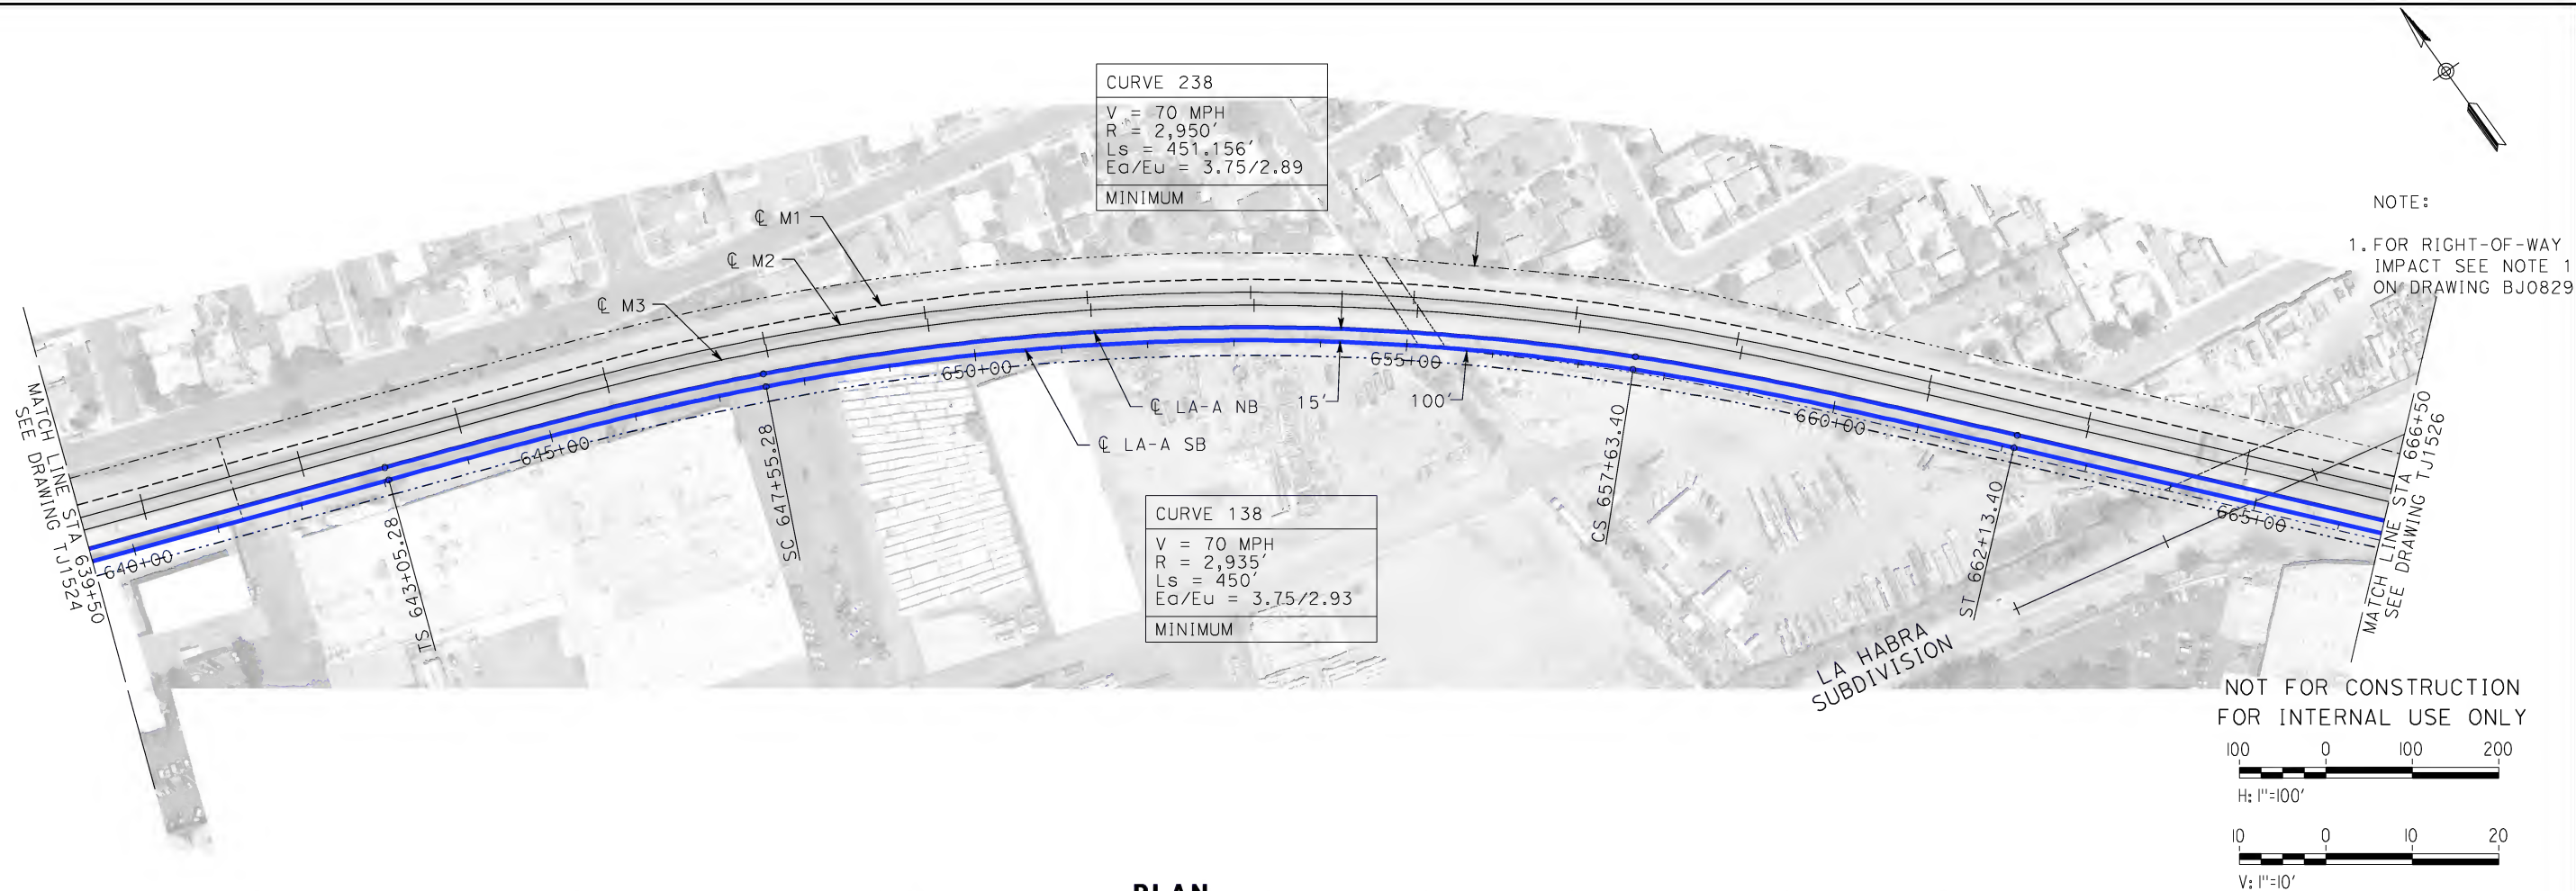 CURVE 238
V = 70 MPH
R = 2,950′
Ls = 451.156′
Ea/Eu = 3.75/2.89
MINIMUM
NOTE:
1. FOR RIGHT-OF-WAY
IMPACT SEE NOTE 1
ON DRAWING BJ0829
℄ M1
℄ M2
℄ M3
MATCH LINE STA 639+50
SEE DRAWING TJ1524
640+00
TS 643+05.28
645+00
SC 647+55.28
650+00
℄ LA-A NB
℄ LA-A SB
15′
655+00
100′
CS 657+63.40
660+00
ST 662+13.40
665+00
MATCH LINE STA 666+50
SEE DRAWING TJ1526
CURVE 138
V = 70 MPH
R = 2,935′
Ls = 450′
Ea/Eu = 3.75/2.93
MINIMUM
LA HABRA
SUBDIVISION
NOT FOR CONSTRUCTION
FOR INTERNAL USE ONLY
100 0 100 200
H: 1"=100′
10 0 10 20
V: 1"=10′
PLAN